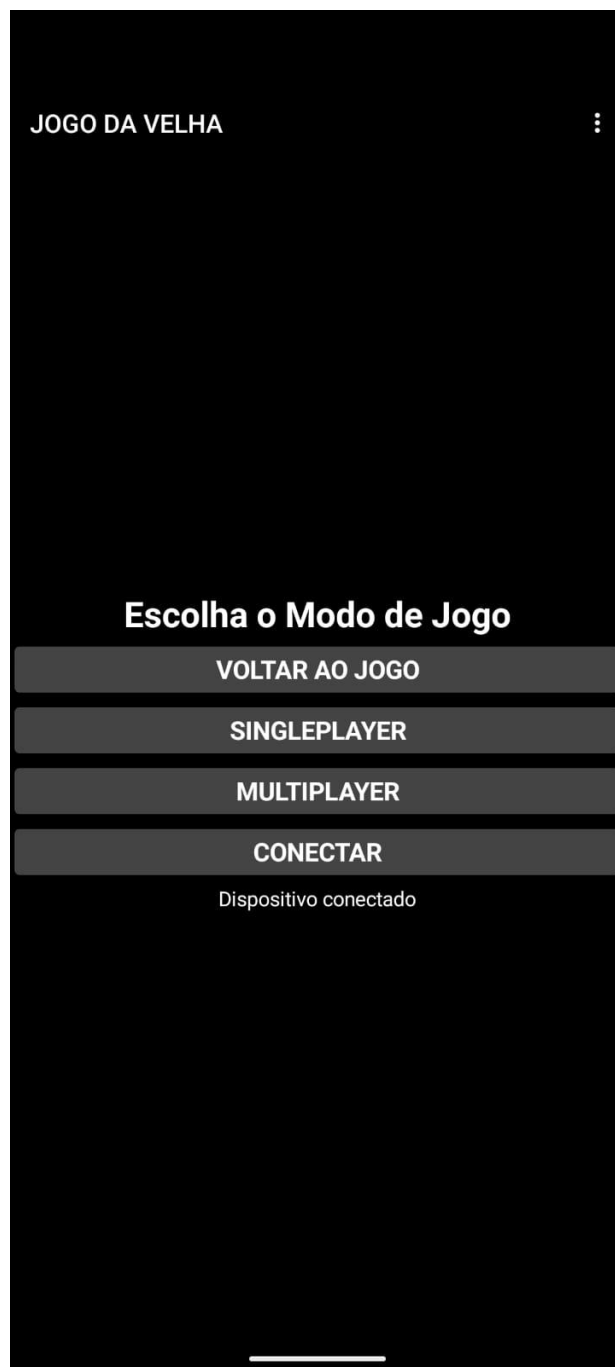 JOGO DA VELHA
Escolha o Modo de Jogo
VOLTAR AO JOGO
SINGLEPLAYER
MULTIPLAYER
CONECTAR
Dispositivo conectado